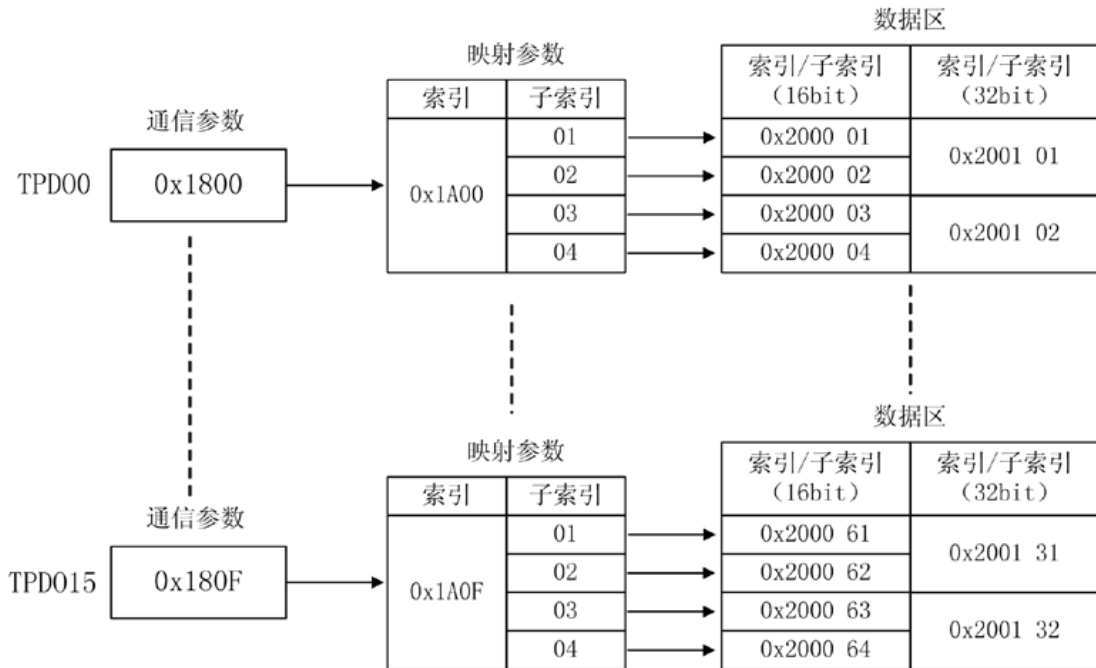 数据区
映射参数
索引/子索引 索引/子索引
(16bit) (32bit)
索引 子索引
通信参数
01 0x2000 01
0x2001 01
TPDO0 0x1800 02 0x2000 02
0x1A00
03 0x2000 03
0x2001 02
04 0x2000 04
数据区
映射参数
索引/子索引 索引/子索引
(16bit) (32bit)
索引 子索引
通信参数
01 0x2000 61
0x2001 31
TPDO15 0x180F 02 0x2000 62
0x1A0F
03 0x2000 63
0x2001 32
04 0x2000 64